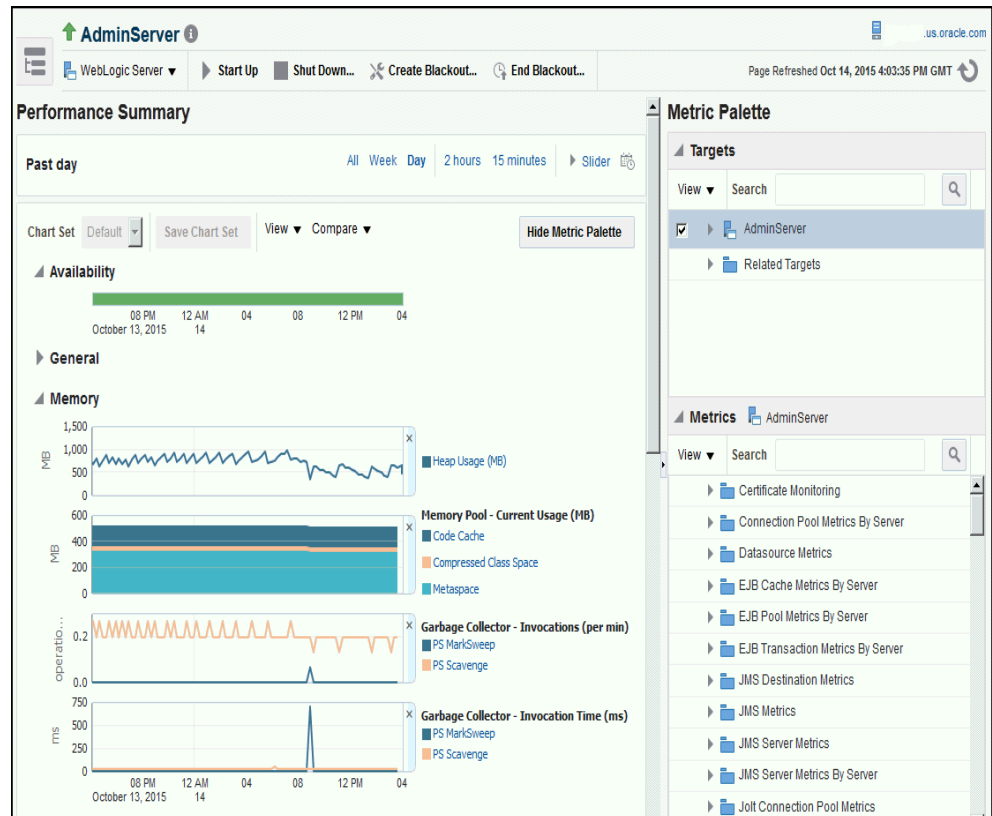 AdminServer
.us.oracle.com
WebLogic Server
Start Up
Shut Down...
Create Blackout...
End Blackout...
Page Refreshed Oct 14, 2015 4:03:35 PM GMT
Performance Summary
Past day
All Week Day 2 hours 15 minutes Slider
Chart Set Default Save Chart Set View Compare Hide Metric Palette
Availability
08 PM 12 AM 04 08 12 PM 04
October 13, 2015 14
General
Memory
1,500
1,000
500
0
MB
x
Heap Usage (MB)
600
400
200
0
MB
x
Memory Pool - Current Usage (MB)
Code Cache
Compressed Class Space
Metaspace
0.2
0.0
operatio...
x
Garbage Collector - Invocations (per min)
PS MarkSweep
PS Scavenge
750
500
250
0
ms
x
Garbage Collector - Invocation Time (ms)
PS MarkSweep
PS Scavenge
08 PM 12 AM 04 08 12 PM 04
October 13, 2015 14
Metric Palette
Targets
View Search
AdminServer
Related Targets
Metrics AdminServer
View Search
Certificate Monitoring
Connection Pool Metrics By Server
Datasource Metrics
EJB Cache Metrics By Server
EJB Pool Metrics By Server
EJB Transaction Metrics By Server
JMS Destination Metrics
JMS Metrics
JMS Server Metrics
JMS Server Metrics By Server
Jolt Connection Pool Metrics